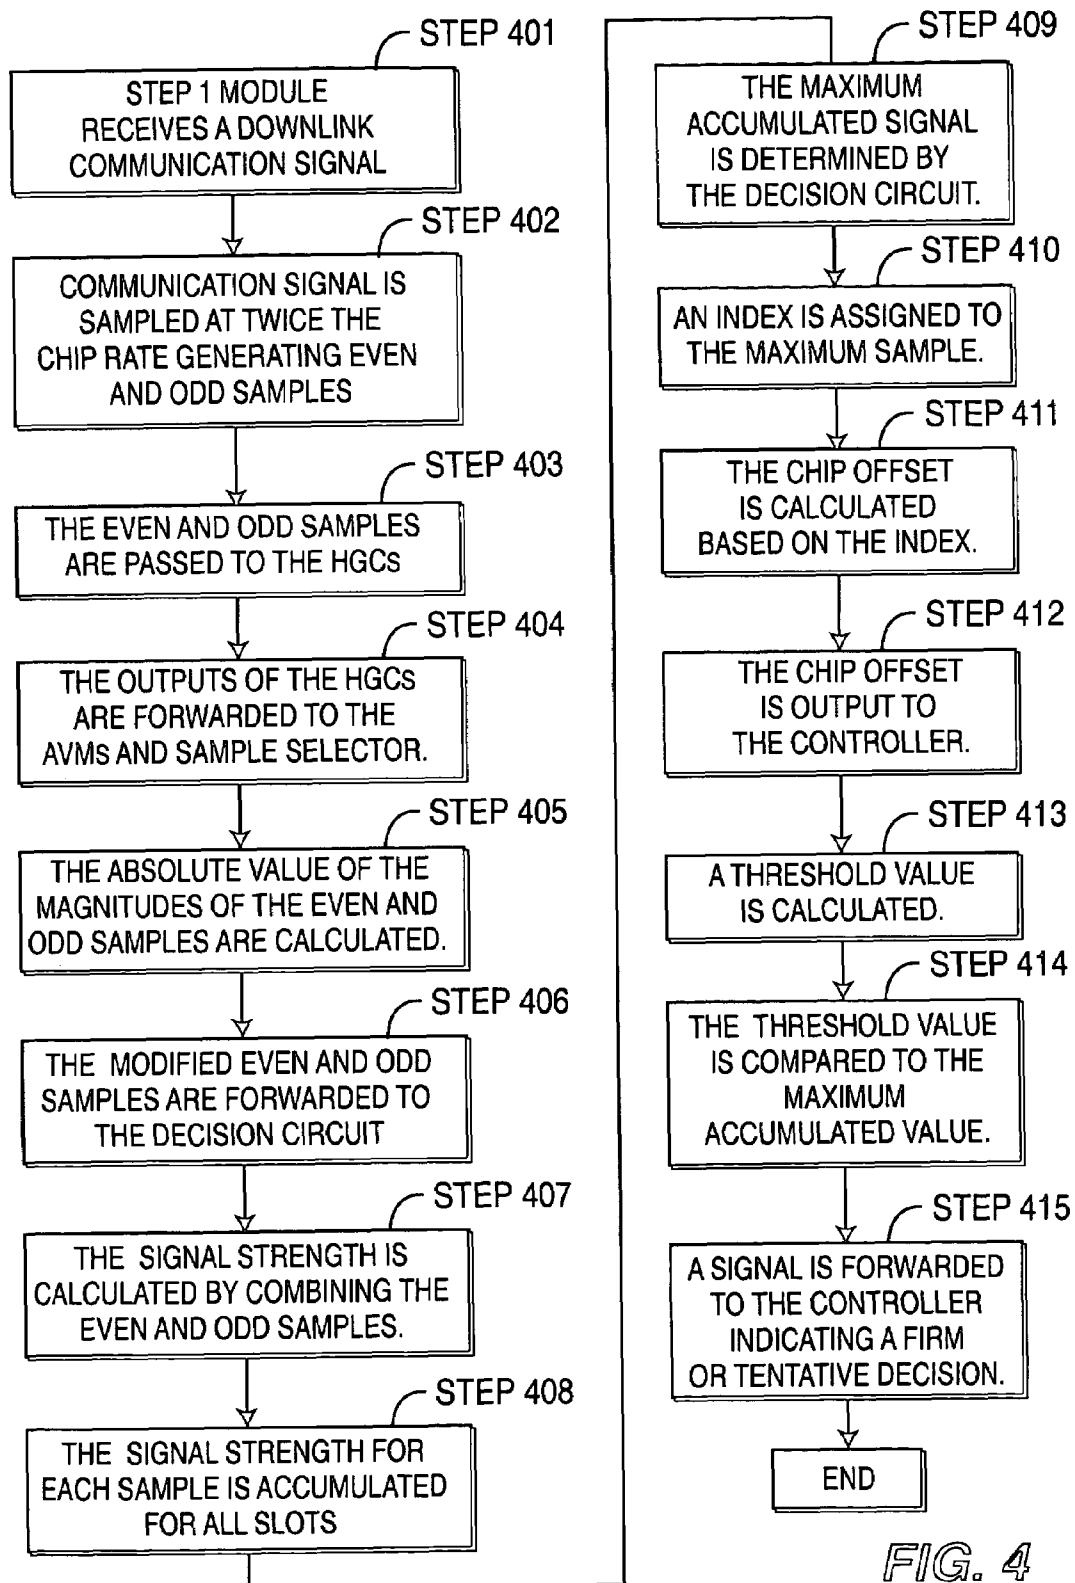 STEP 401
STEP 1 MODULE
RECEIVES A DOWNLINK
COMMUNICATION SIGNAL
STEP 402
COMMUNICATION SIGNAL IS
SAMPLED AT TWICE THE
CHIP RATE GENERATING EVEN
AND ODD SAMPLES
STEP 403
THE EVEN AND ODD SAMPLES
ARE PASSED TO THE HGCs
STEP 404
THE OUTPUTS OF THE HGCs
ARE FORWARDED TO THE
AVMs AND SAMPLE SELECTOR.
STEP 405
THE ABSOLUTE VALUE OF THE
MAGNITUDES OF THE EVEN AND
ODD SAMPLES ARE CALCULATED.
STEP 406
THE MODIFIED EVEN AND ODD
SAMPLES ARE FORWARDED TO
THE DECISION CIRCUIT
STEP 407
THE SIGNAL STRENGTH IS
CALCULATED BY COMBINING THE
EVEN AND ODD SAMPLES.
STEP 408
THE SIGNAL STRENGTH FOR
EACH SAMPLE IS ACCUMULATED
FOR ALL SLOTS
STEP 409
THE MAXIMUM
ACCUMULATED SIGNAL
IS DETERMINED BY
THE DECISION CIRCUIT.
STEP 410
AN INDEX IS ASSIGNED TO
THE MAXIMUM SAMPLE.
STEP 411
THE CHIP OFFSET
IS CALCULATED
BASED ON THE INDEX.
STEP 412
THE CHIP OFFSET
IS OUTPUT TO
THE CONTROLLER.
STEP 413
A THRESHOLD VALUE
IS CALCULATED.
STEP 414
THE THRESHOLD VALUE
IS COMPARED TO THE
MAXIMUM
ACCUMULATED VALUE.
STEP 415
A SIGNAL IS FORWARDED
TO THE CONTROLLER
INDICATING A FIRM
OR TENTATIVE DECISION.
END
FIG. 4